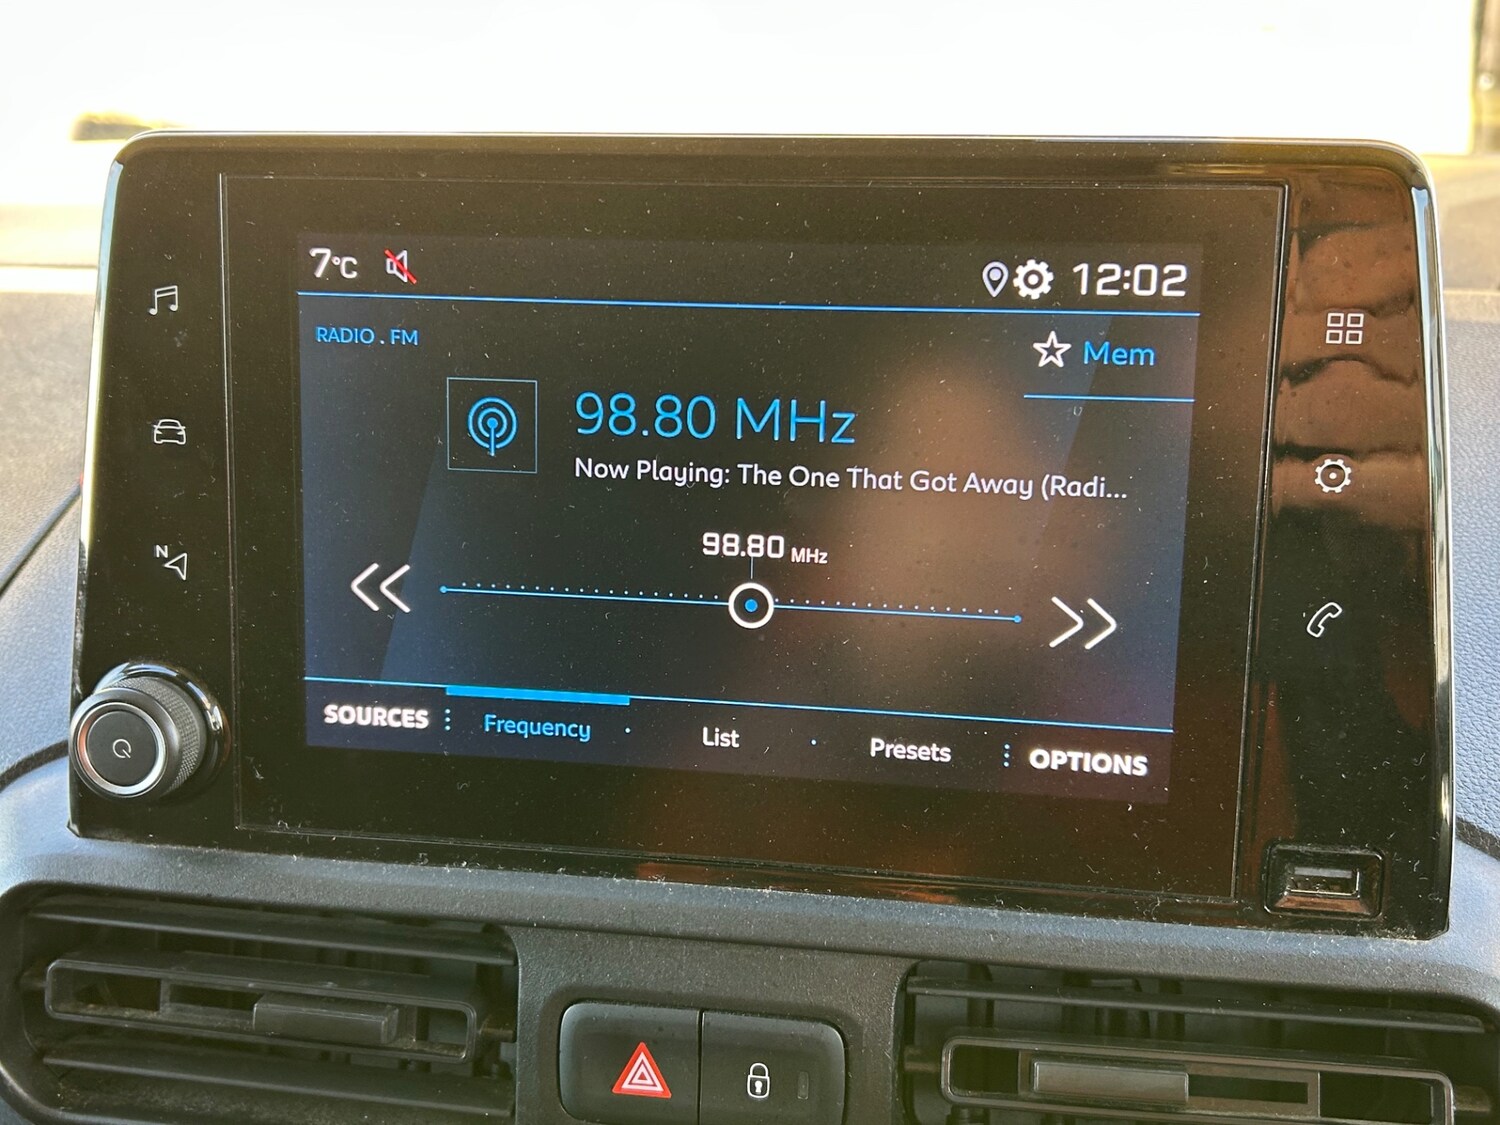 7°C
12:02
RADIO . FM
Mem
98.80 MHz
Now Playing: The One That Got Away (Radi...
98.80 MHz
N
SOURCES Frequency List Presets OPTIONS